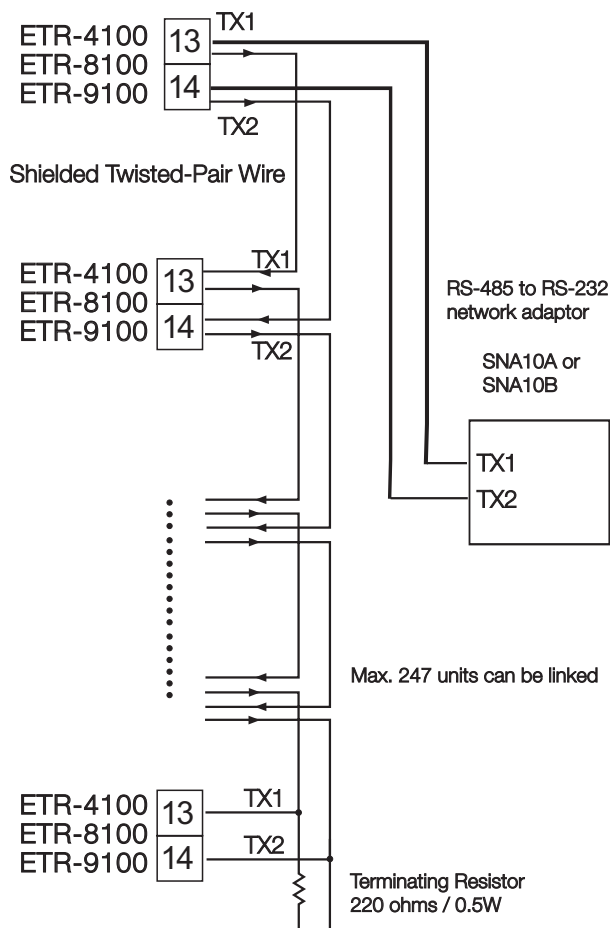 TX1
ETR-4100
ETR-8100
ETR-9100
13
14
TX2
Shielded Twisted-Pair Wire
TX1
ETR-4100
ETR-8100
ETR-9100
13
14
TX2
RS-485 to RS-232
network adaptor
SNA10A or
SNA10B
TX1
TX2
Max. 247 units can be linked
ETR-4100
ETR-8100
ETR-9100
13
14
TX1
TX2
Terminating Resistor
220 ohms / 0.5W